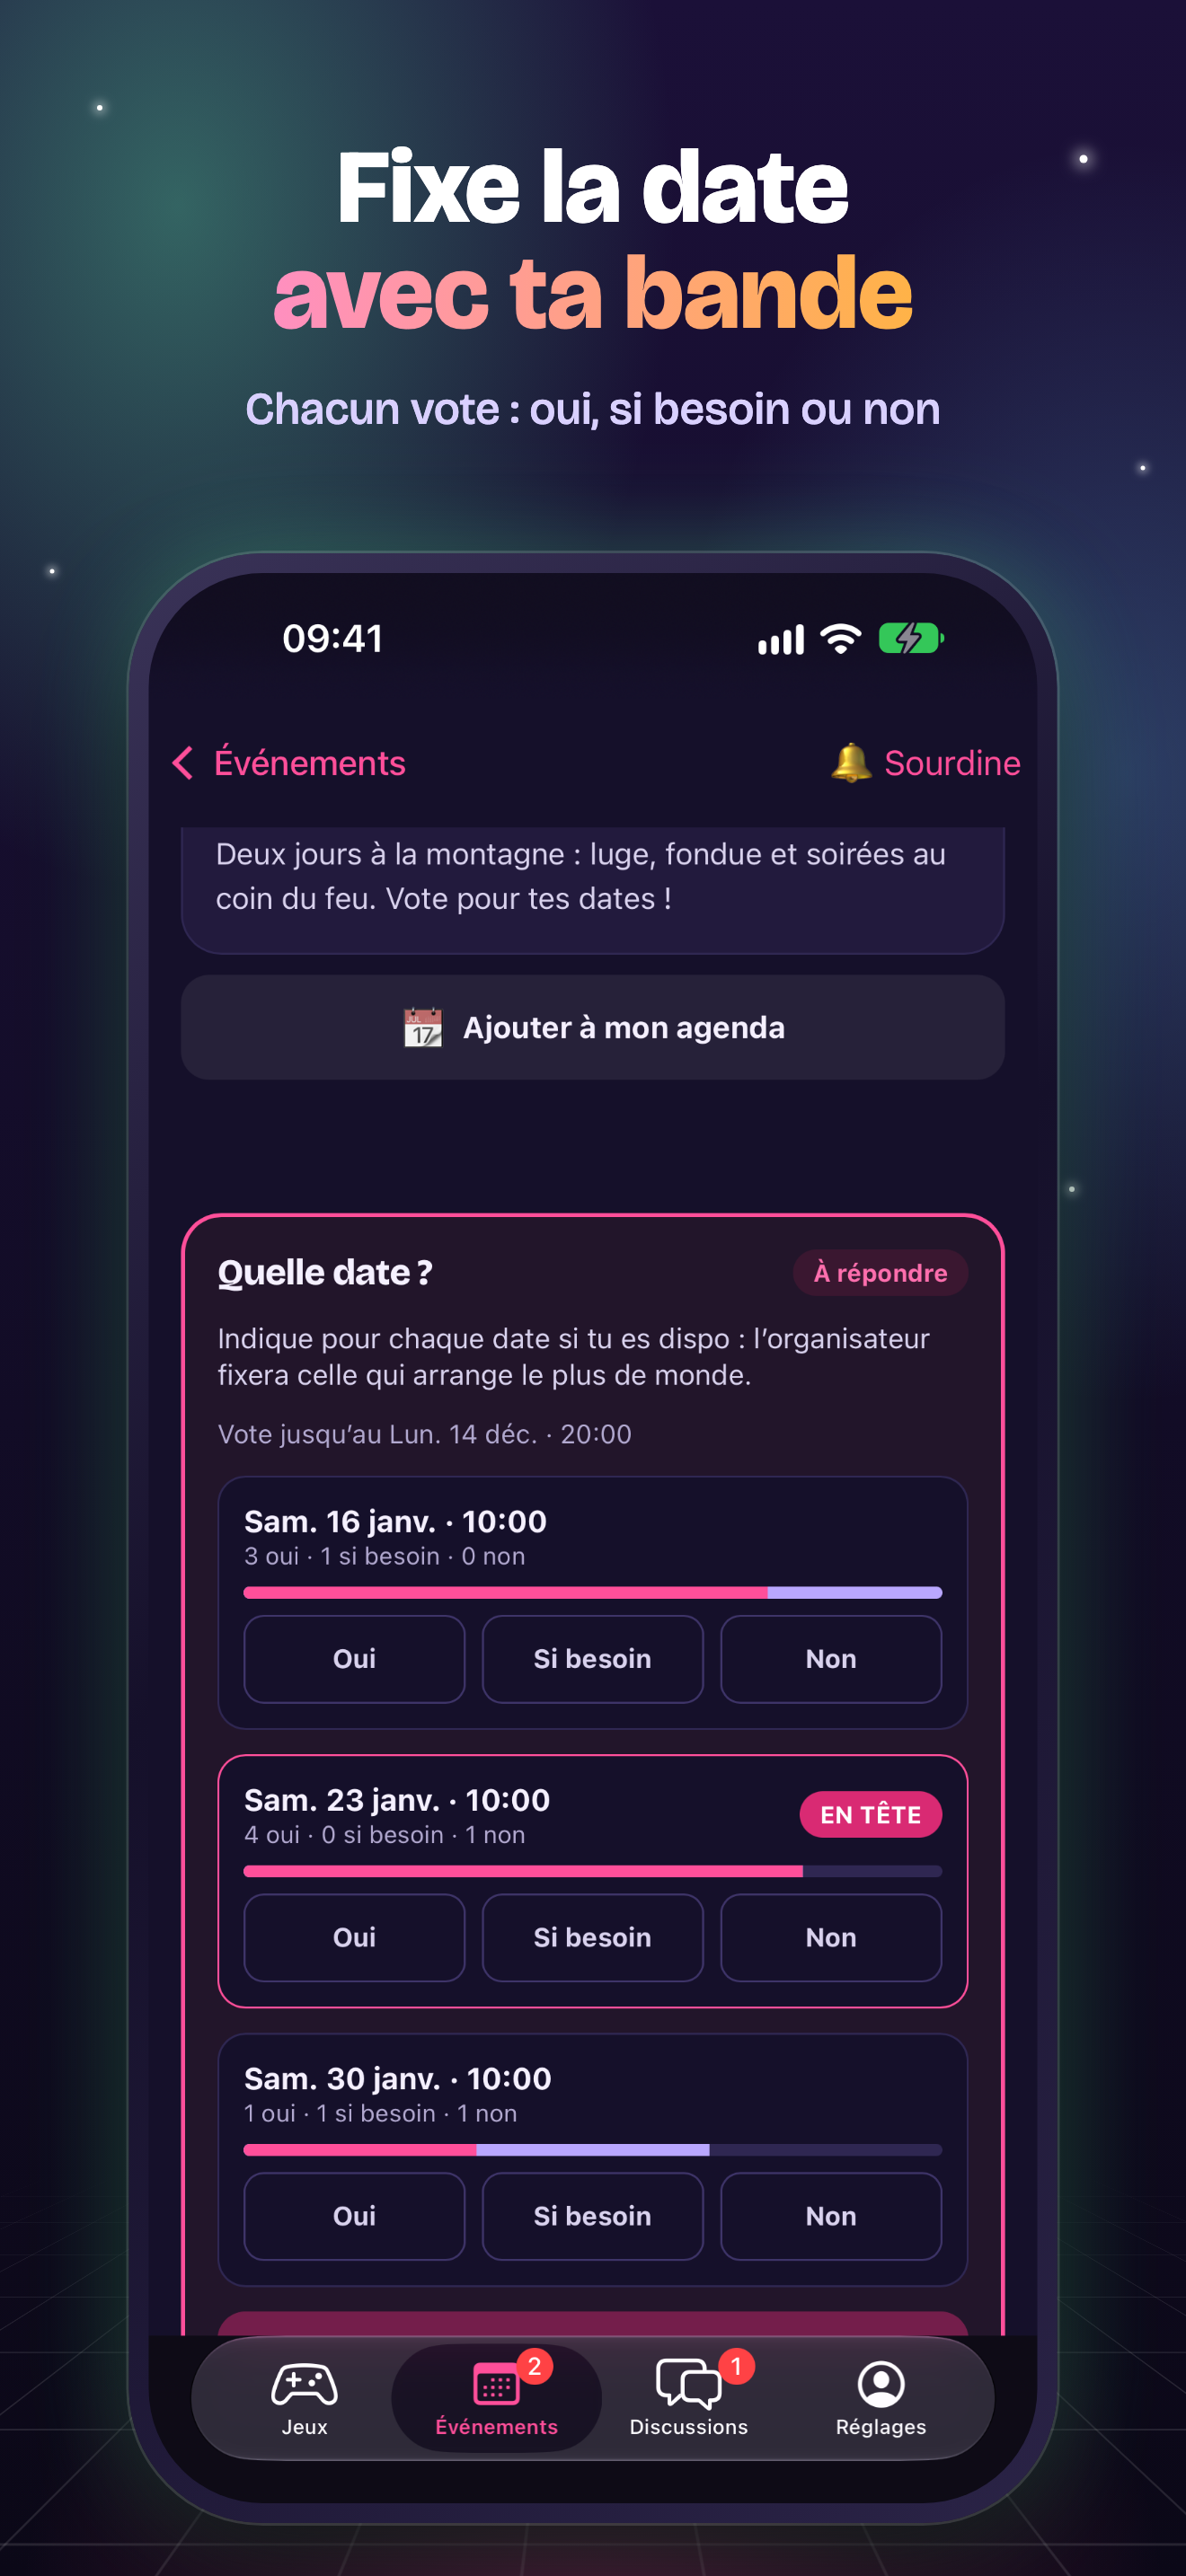 Fixe la date
avec ta bande
Chacun vote : oui, si besoin ou non
09:41
Événements
🔔 Sourdine
Deux jours à la montagne : luge, fondue et soirées au
coin du feu. Vote pour tes dates !
JUL
17
Ajouter à mon agenda
Quelle date ?
À répondre
Indique pour chaque date si tu es dispo : l’organisateur
fixera celle qui arrange le plus de monde.
Vote jusqu’au Lun. 14 déc. · 20:00
Sam. 16 janv. · 10:00
3 oui · 1 si besoin · 0 non
Oui
Si besoin
Non
Sam. 23 janv. · 10:00
EN TÊTE
4 oui · 0 si besoin · 1 non
Oui
Si besoin
Non
Sam. 30 janv. · 10:00
1 oui · 1 si besoin · 1 non
Oui
Si besoin
Non
2
1
Jeux
Événements
Discussions
Réglages